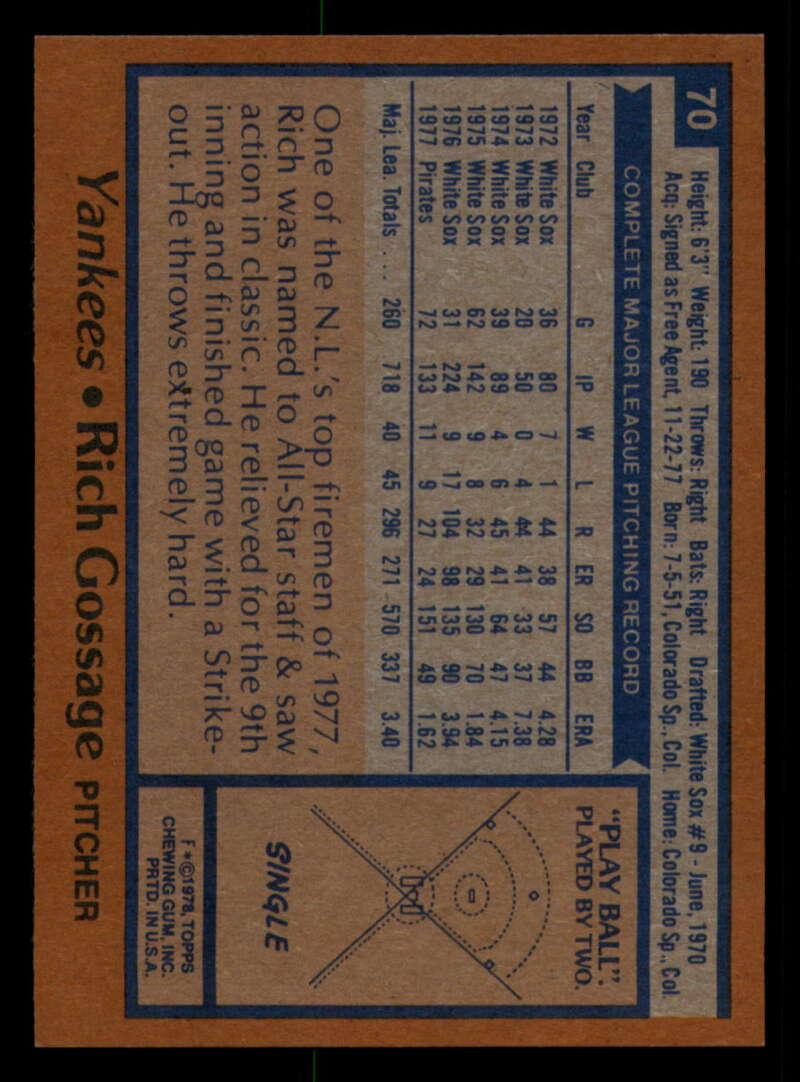 70
Height: 6'3" Weight: 190 Throws: Right Bats: Right Drafted: White Sox #9 - June, 1970
Acq: Signed as Free Agent, 11-22-77 Born: 7-5-51, Colorado Sp., Col. Home: Colorado Sp., Col.
COMPLETE MAJOR LEAGUE PITCHING RECORD
Year Club G IP W L R ER SO BB ERA
1972 White Sox 36 80 7 1 44 38 57 44 4.28
1973 White Sox 20 50 0 4 44 41 33 37 7.38
1974 White Sox 39 89 4 6 45 41 64 47 4.15
1975 White Sox 62 142 9 8 32 29 130 70 1.84
1976 White Sox 31 224 9 17 104 98 135 90 3.94
1977 Pirates 72 133 11 9 27 24 151 49 1.62
Maj. Lea. Totals .... 260 718 40 45 296 271 570 337 3.40
One of the N.L.'s top firemen of 1977,
Rich was named to All-Star staff & saw
action in classic. He relieved for the 9th
inning and finished game with a Strike-
out. He throws extremely hard.
"PLAY BALL"
PLAYED BY TWO.
SINGLE
F*©1978, TOPPS
CHEWING GUM, INC.
PRTD. IN U.S.A.
Yankees • Rich Gossage PITCHER